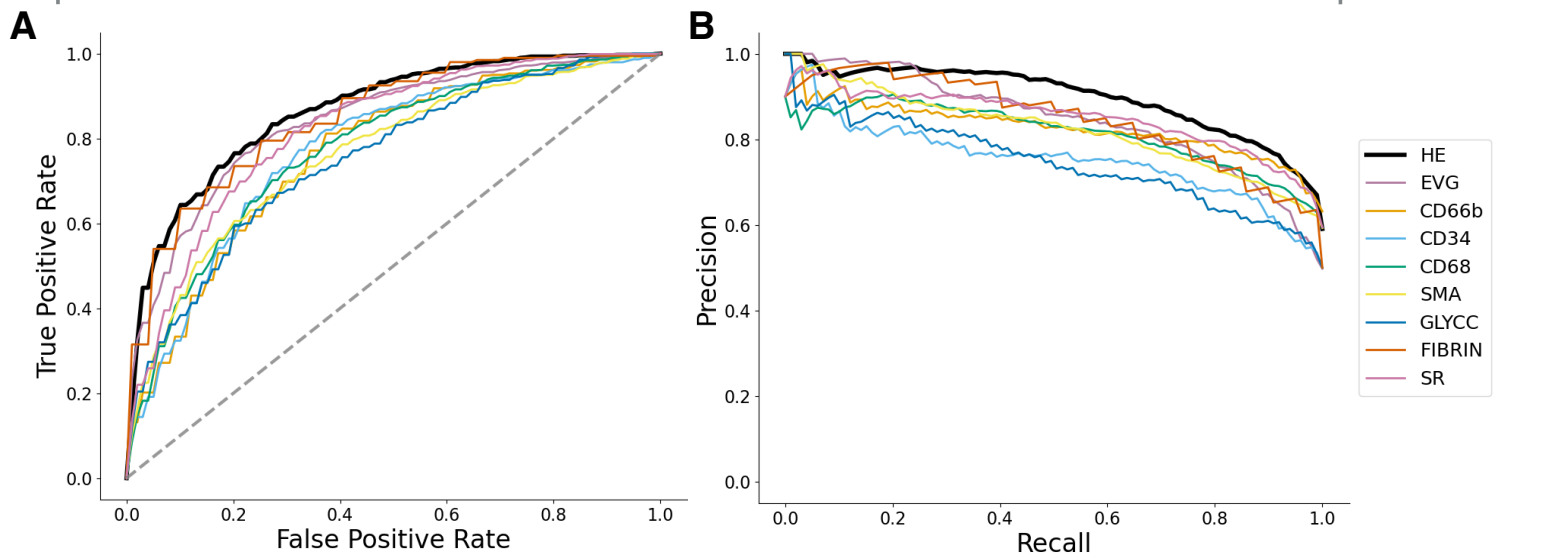 A
1.0
0.8
0.6
0.4
0.2
0.0
True Positive Rate
0.0 0.2 0.4 0.6 0.8 1.0
False Positive Rate
B
1.0
0.8
0.6
0.4
0.2
0.0
Precision
0.0 0.2 0.4 0.6 0.8 1.0
Recall
HE
EVG
CD66b
CD34
CD68
SMA
GLYCC
FIBRIN
SR